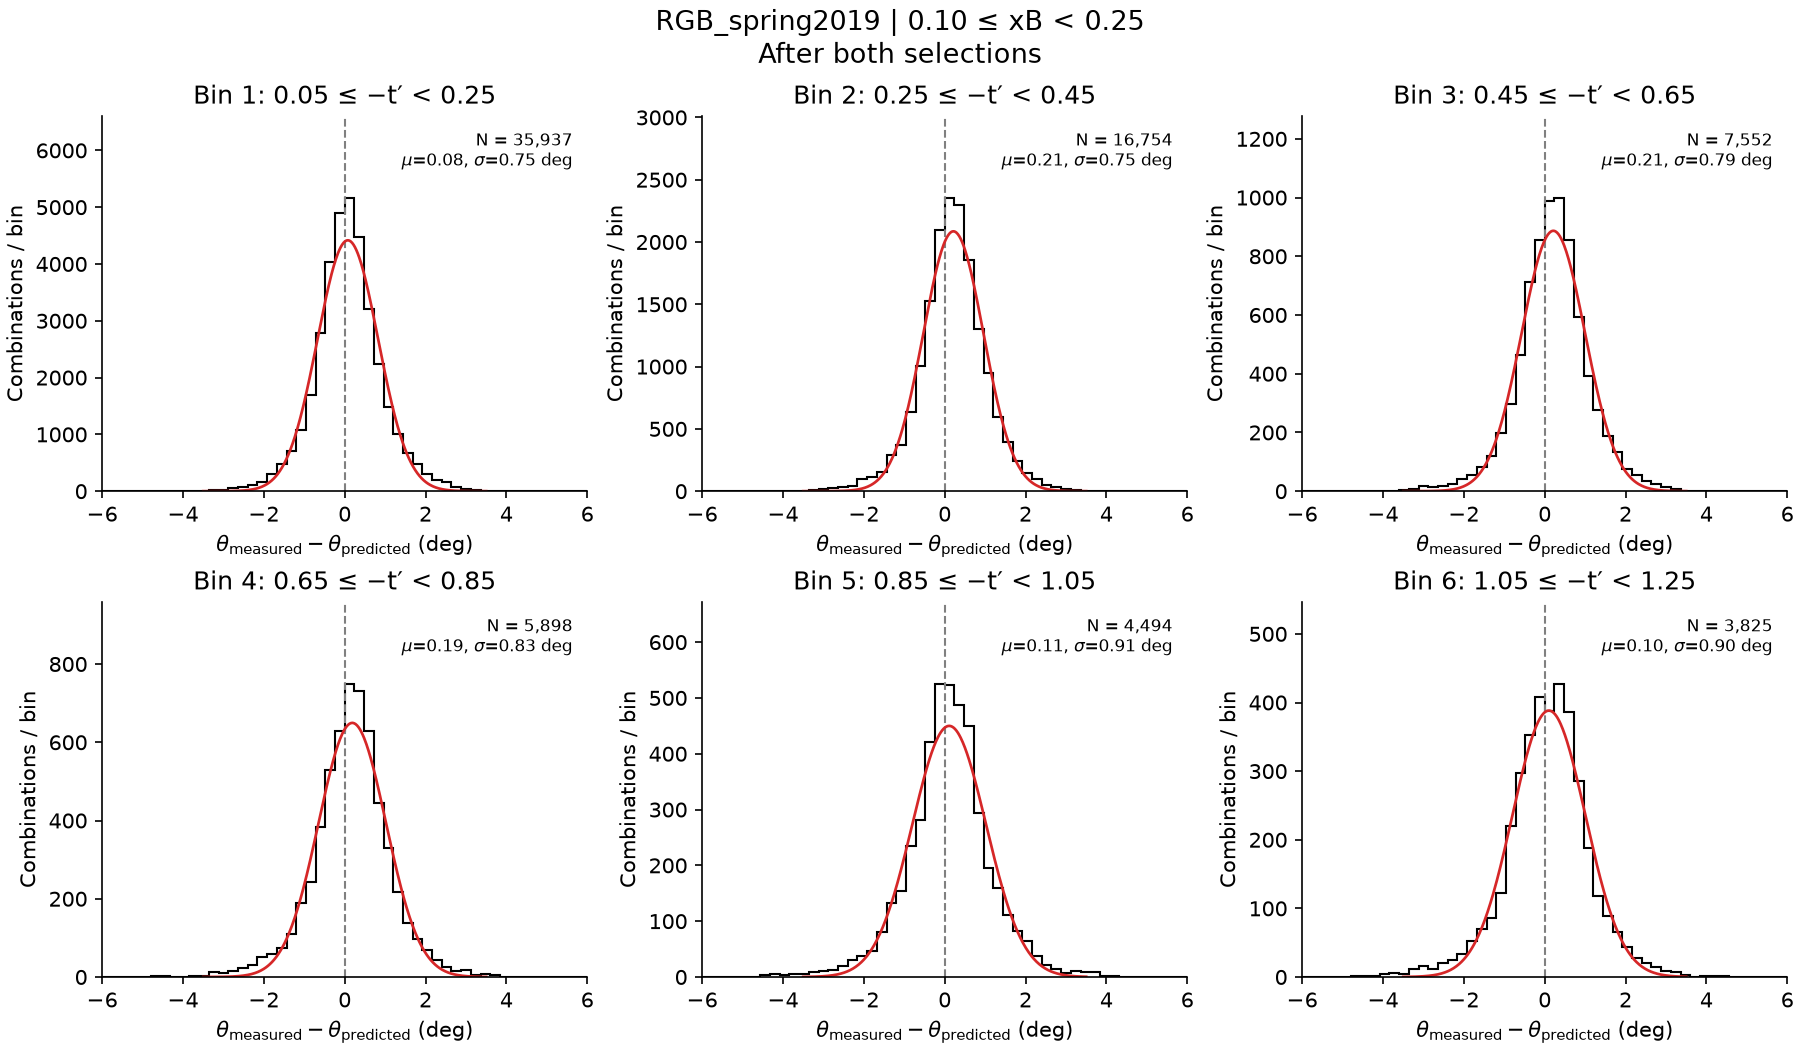 RGB_spring2019 | 0.10 ≤ xB < 0.25
After both selections
Bin 1: 0.05 ≤ −t′ < 0.25
N = 35,937
μ=0.08, σ=0.75 deg
Combinations / bin
6000
5000
4000
3000
2000
1000
0
−6 −4 −2 0 2 4 6
θmeasured − θpredicted (deg)
Bin 2: 0.25 ≤ −t′ < 0.45
N = 16,754
μ=0.21, σ=0.75 deg
Combinations / bin
3000
2500
2000
1500
1000
500
0
−6 −4 −2 0 2 4 6
θmeasured − θpredicted (deg)
Bin 3: 0.45 ≤ −t′ < 0.65
N = 7,552
μ=0.21, σ=0.79 deg
Combinations / bin
1200
1000
800
600
400
200
0
−6 −4 −2 0 2 4 6
θmeasured − θpredicted (deg)
Bin 4: 0.65 ≤ −t′ < 0.85
N = 5,898
μ=0.19, σ=0.83 deg
Combinations / bin
800
600
400
200
0
−6 −4 −2 0 2 4 6
θmeasured − θpredicted (deg)
Bin 5: 0.85 ≤ −t′ < 1.05
N = 4,494
μ=0.11, σ=0.91 deg
Combinations / bin
600
500
400
300
200
100
0
−6 −4 −2 0 2 4 6
θmeasured − θpredicted (deg)
Bin 6: 1.05 ≤ −t′ < 1.25
N = 3,825
μ=0.10, σ=0.90 deg
Combinations / bin
500
400
300
200
100
0
−6 −4 −2 0 2 4 6
θmeasured − θpredicted (deg)